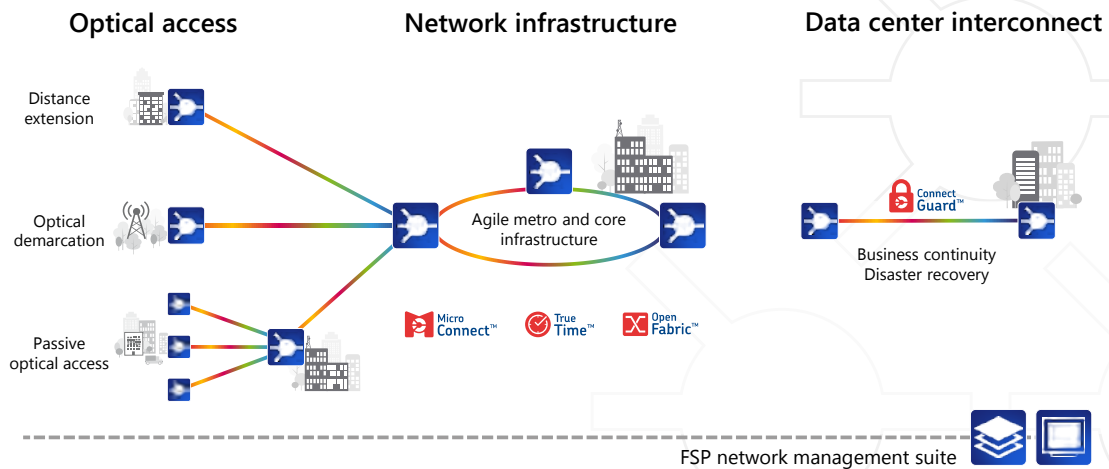 Optical access
Network infrastructure
Data center interconnect
Distance
extension
Optical
demarcation
Passive
optical access
Agile metro and core
infrastructure
Micro
Connect™
True
Time™
Open
Fabric™
Connect
Guard™
Business continuity
Disaster recovery
FSP network management suite